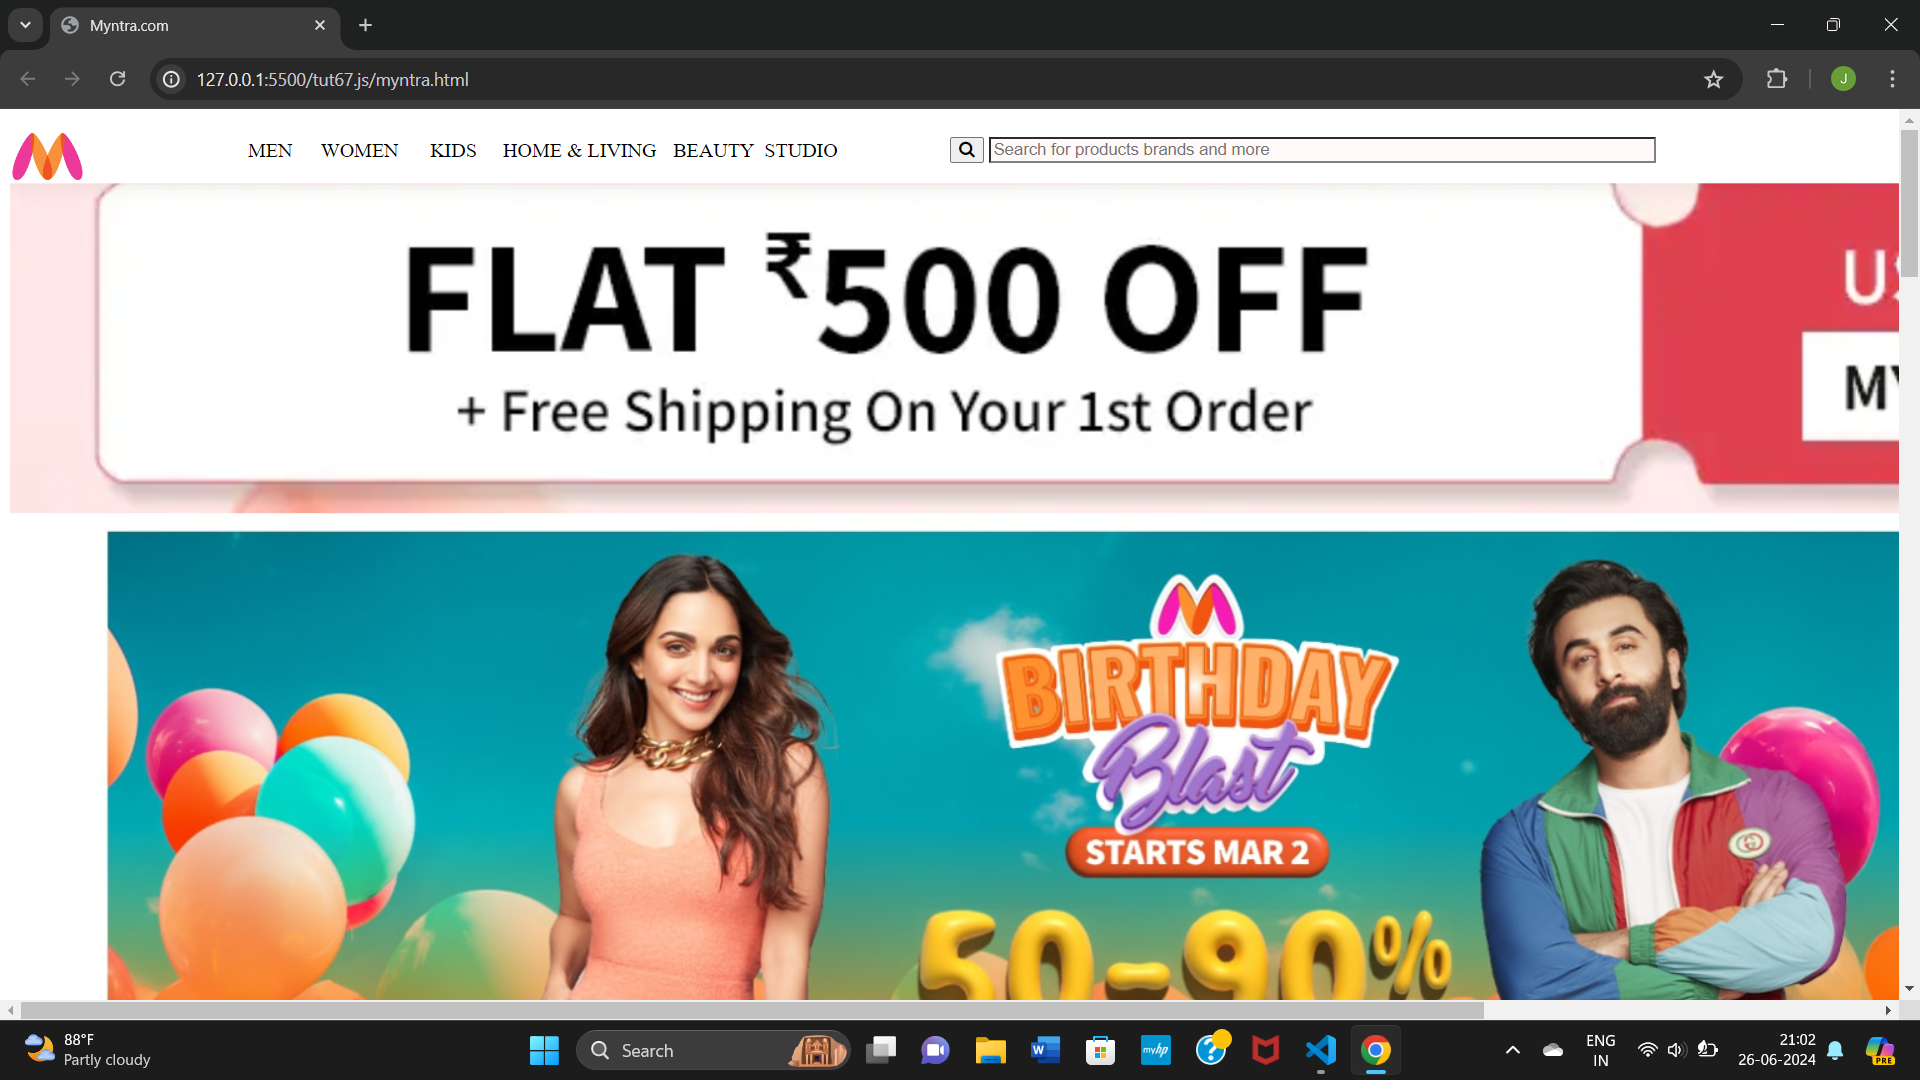 Myntra.com
127.0.0.1:5500/tut67.js/myntra.html
J
MEN WOMEN KIDS HOME & LIVING BEAUTY STUDIO
Search for products brands and more
FLAT ₹500 OFF
+ Free Shipping On Your 1st Order
BIRTHDAY
Blast
STARTS MAR 2
50-90%
88°F
Partly cloudy
Search
W
myhp
?
PRE
ENG
IN
21:02
26-06-2024